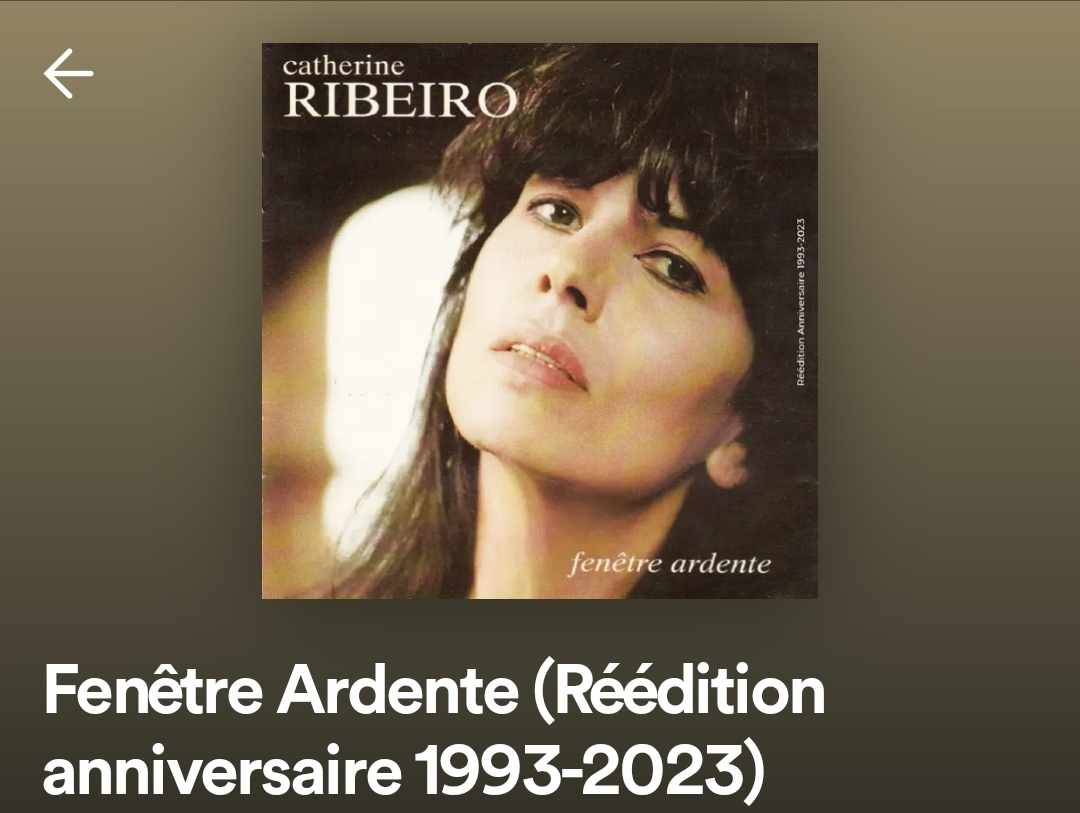 catherine
RIBEIRO
Réédition Anniversaire 1993-2023
fenêtre ardente
Fenêtre Ardente (Réédition
anniversaire 1993-2023)